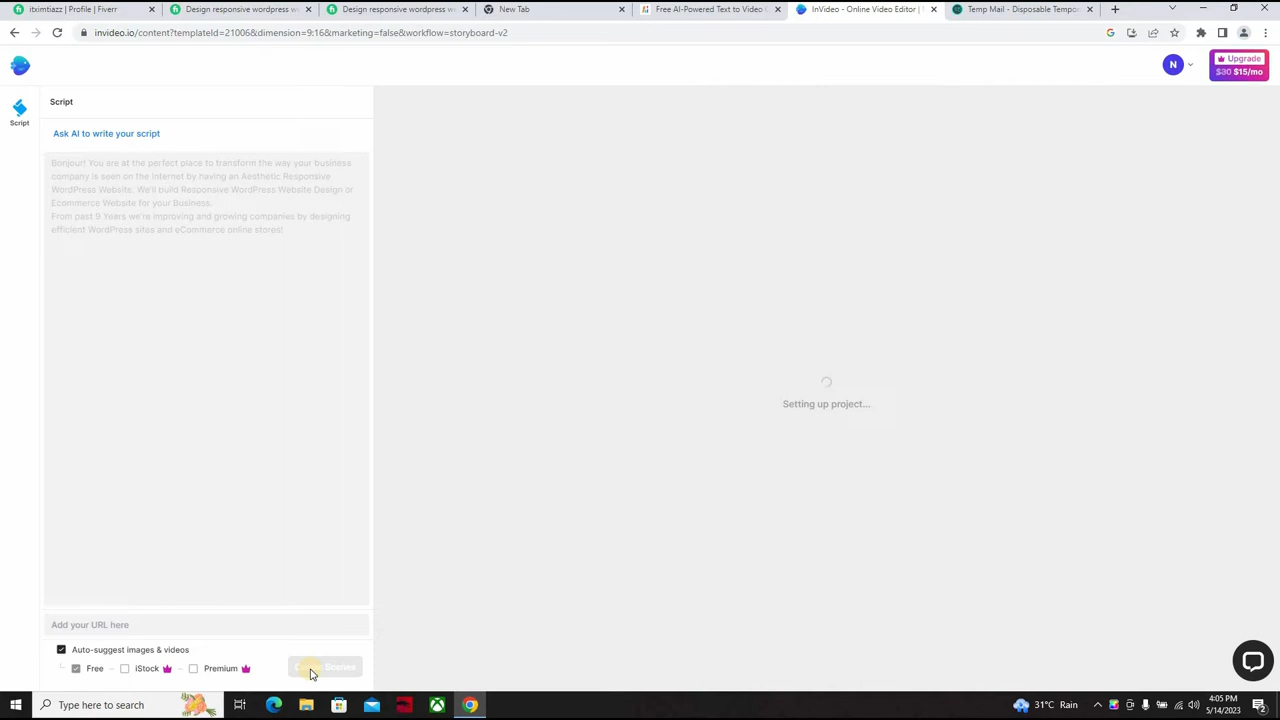 itximtiazz | Profile | Fiverr
Design responsive wordpress we
Design responsive wordpress we
New Tab
Free AI-Powered Text to Video
InVideo - Online Video Editor |
Temp Mail - Disposable Tempor
invideo.io/content?templateId=21006&dimension=9:16&marketing=false&workflow=storyboard-v2
N
Upgrade
$30 $15/mo
Script
Script
Ask AI to write your script
Bonjour! You are at the perfect place to transform the way your business
company is seen on the Internet by having an Aesthetic Responsive
WordPress Website. We'll build Responsive WordPress Website Design or
Ecommerce Website for your Business.
From past 9 Years we're improving and growing companies by designing
efficient WordPress sites and eCommerce online stores!
Setting up project...
Add your URL here
Auto-suggest images & videos
Free
iStock
Premium
Scenes
Type here to search
31°C Rain
4:05 PM
5/14/2023
2